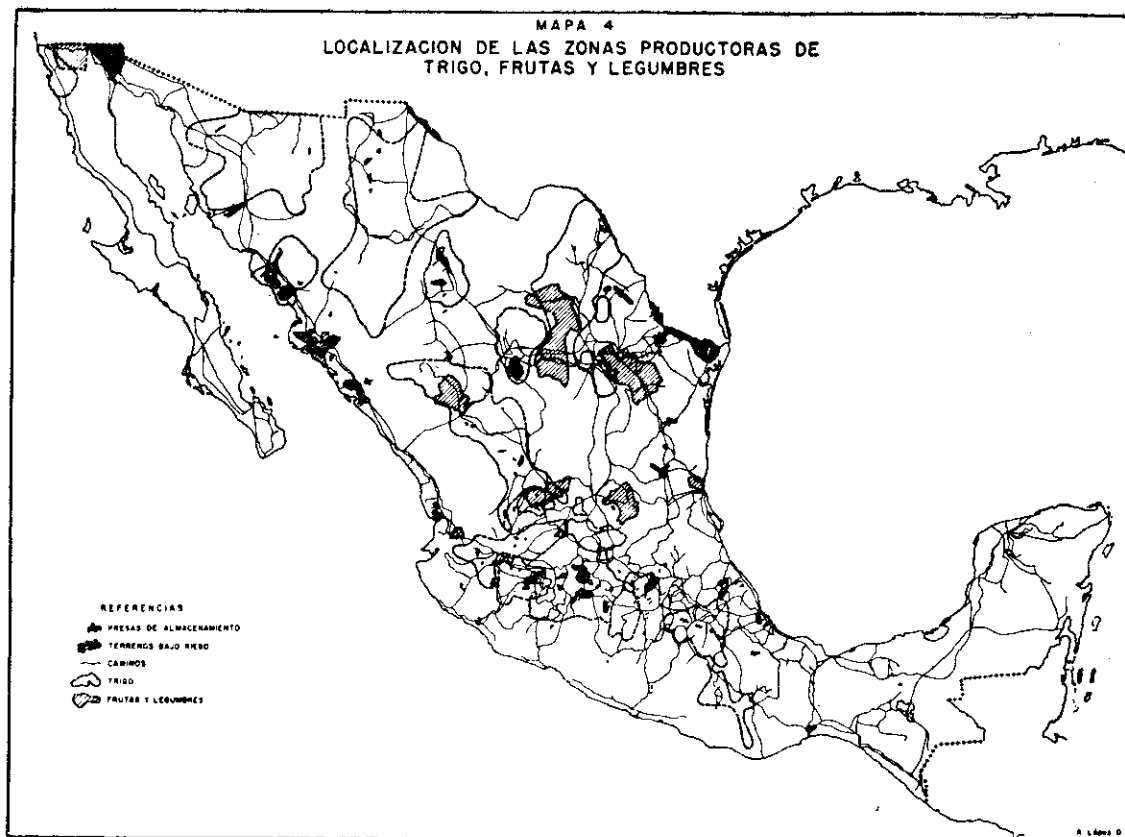 MAPA 4
LOCALIZACION DE LAS ZONAS PRODUCTORAS DE
TRIGO, FRUTAS Y LEGUMBRES
REFERENCIAS
PRESAS DE ALMACENAMIENTO
TERRENOS BAJO RIEGO
CAMINOS
TRIGO
FRUTAS Y LEGUMBRES
R López O